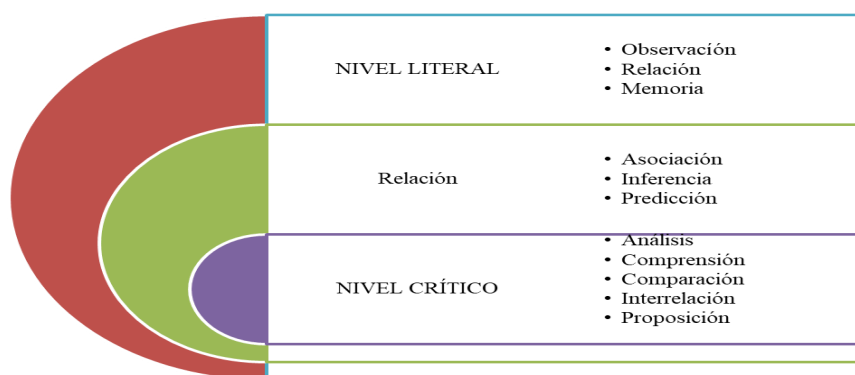 NIVEL LITERAL
• Observación
• Relación
• Memoria
Relación
• Asociación
• Inferencia
• Predicción
NIVEL CRÍTICO
• Análisis
• Comprensión
• Comparación
• Interrelación
• Proposición